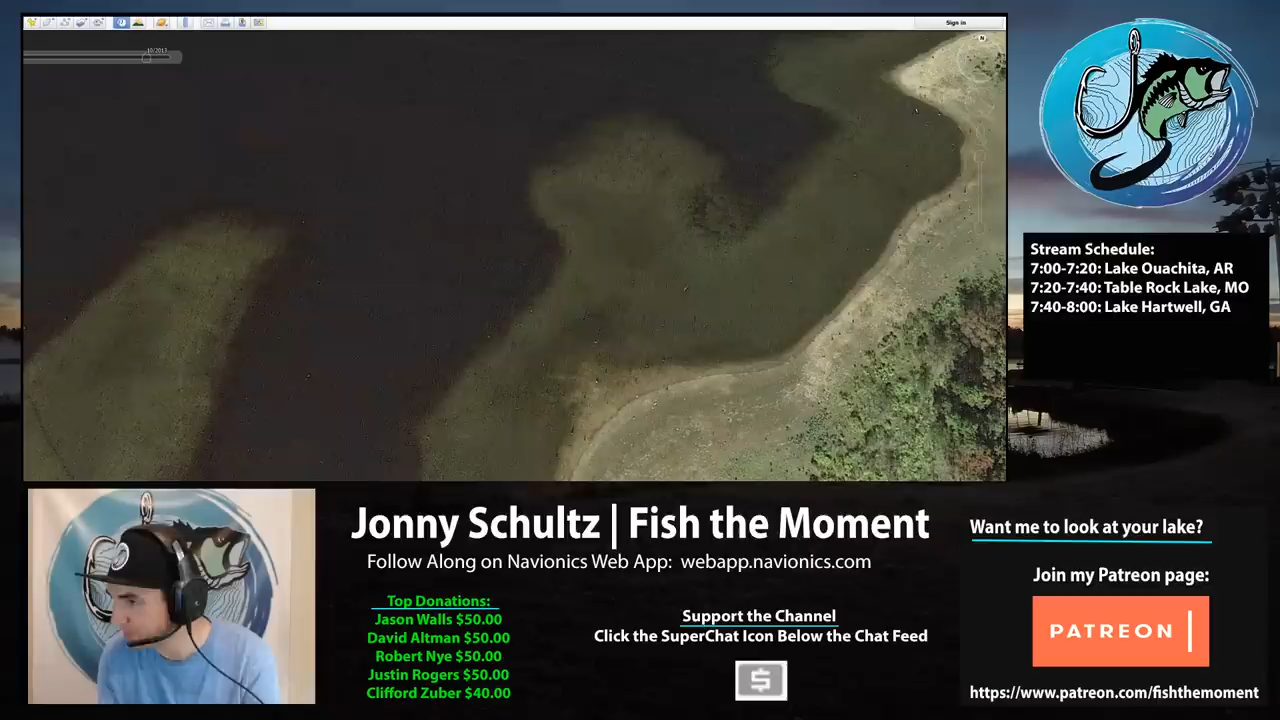 Sign in
10/2013
N
Stream Schedule:
7:00-7:20: Lake Ouachita, AR
7:20-7:40: Table Rock Lake, MO
7:40-8:00: Lake Hartwell, GA
Jonny Schultz | Fish the Moment
Follow Along on Navionics Web App: webapp.navionics.com
Top Donations:
Jason Walls $50.00
David Altman $50.00
Robert Nye $50.00
Justin Rogers $50.00
Clifford Zuber $40.00
Support the Channel
Click the SuperChat Icon Below the Chat Feed
$
Want me to look at your lake?
Join my Patreon page:
PATREON
https://www.patreon.com/fishthemoment